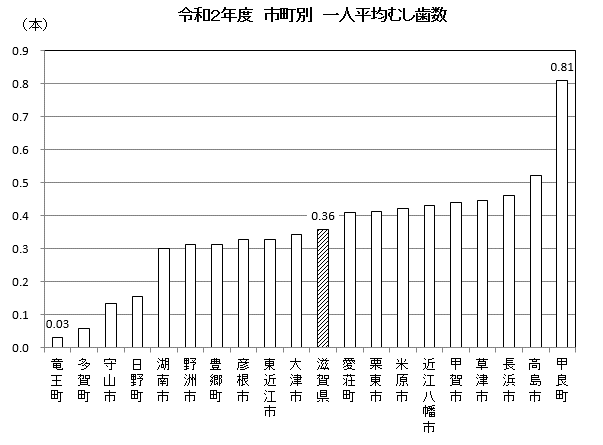 令和2年度 市町別 一人平均むし歯数
（本）
0.9
0.8
0.7
0.6
0.5
0.4
0.3
0.2
0.1
0.0
0.03
0.36
0.81
竜王町
多賀町
守山市
日野町
湖南市
野洲市
豊郷町
彦根市
東近江市
大津市
滋賀県
愛荘町
栗東市
米原市
近江八幡市
甲賀市
草津市
長浜市
高島市
甲良町